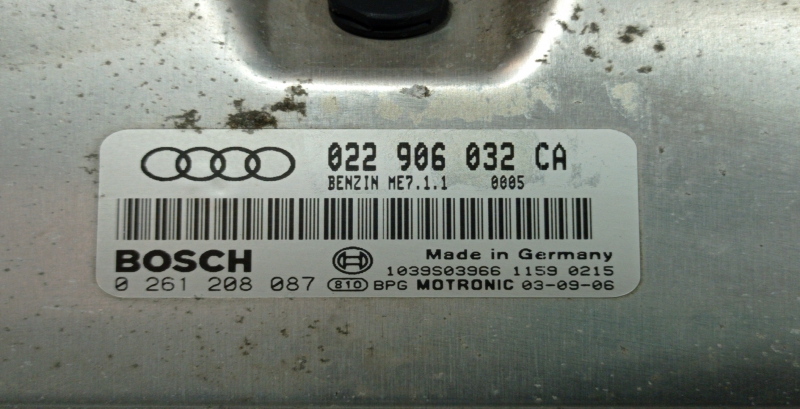 022 906 032 CA
BENZIN ME7.1.1 0005
BOSCH
Made in Germany
1039S03966 1159 0215
0 261 208 087 810 BPG MOTRONIC 03-09-06